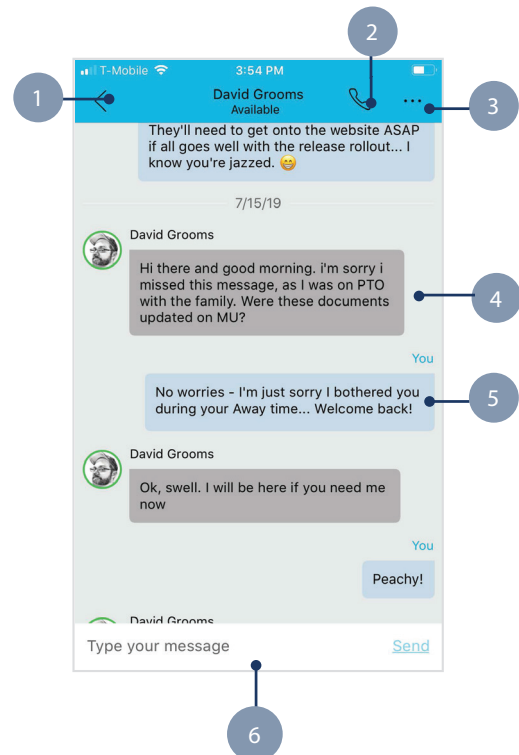 2
T-Mobile 3:54 PM
1
David Grooms
Available
...
3
They'll need to get onto the website ASAP
if all goes well with the release rollout... I
know you're jazzed. 😁
7/15/19
David Grooms
Hi there and good morning. i'm sorry i
missed this message, as I was on PTO
with the family. Were these documents
updated on MU?
4
You
No worries - I'm just sorry I bothered you
during your Away time... Welcome back!
5
David Grooms
Ok, swell. I will be here if you need me
now
You
Peachy!
David Grooms
Type your message Send
6